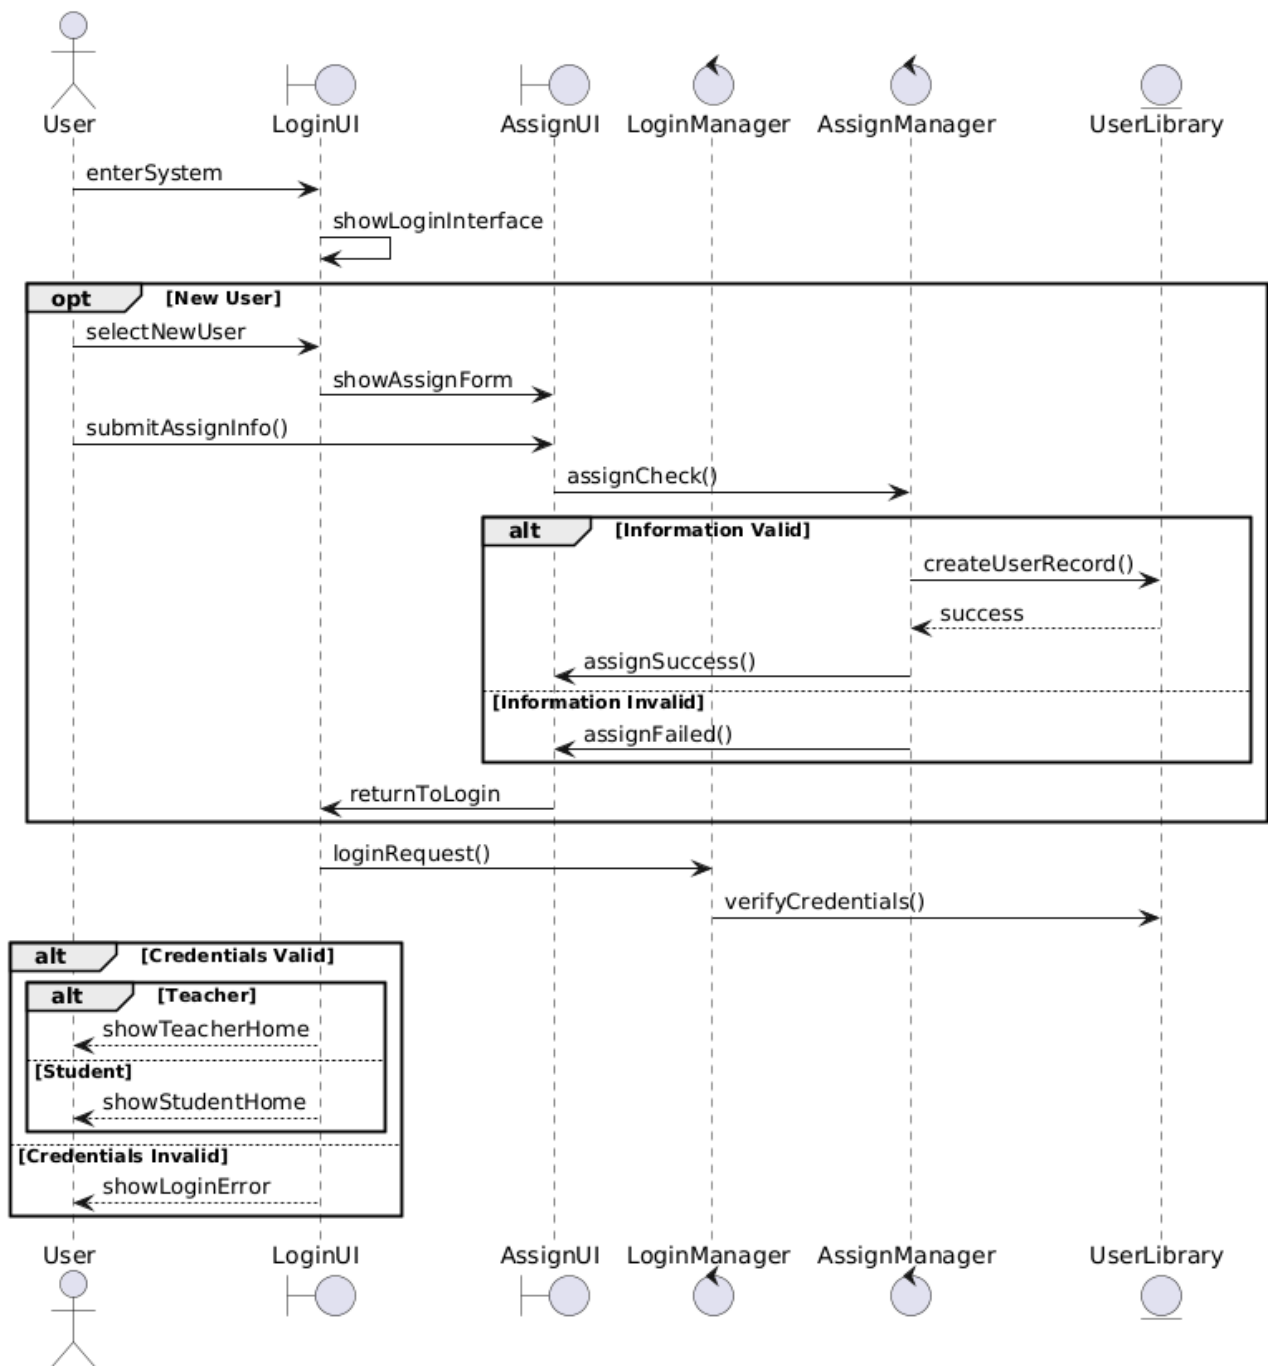 User LoginUI AssignUI LoginManager AssignManager UserLibrary
enterSystem
showLoginInterface
opt [New User]
selectNewUser
showAssignForm
submitAssignInfo()
assignCheck()
alt [Information Valid]
createUserRecord()
success
assignSuccess()
[Information Invalid]
assignFailed()
returnToLogin
loginRequest()
verifyCredentials()
alt [Credentials Valid]
alt [Teacher]
showTeacherHome
[Student]
showStudentHome
[Credentials Invalid]
showLoginError
User LoginUI AssignUI LoginManager AssignManager UserLibrary